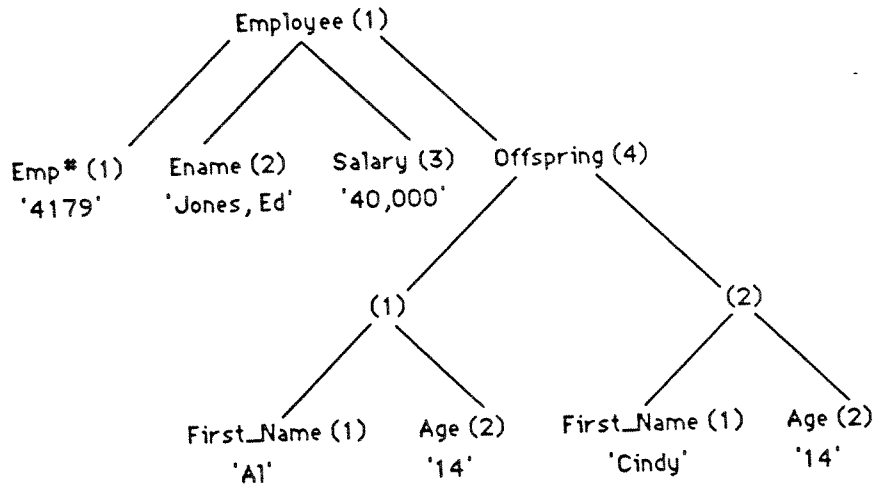 Employee (1)
Emp# (1)
'4179'
Ename (2)
'Jones, Ed'
Salary (3)
'40,000'
Offspring (4)
(1)
(2)
First_Name (1)
'Al'
Age (2)
'14'
First_Name (1)
'Cindy'
Age (2)
'14'